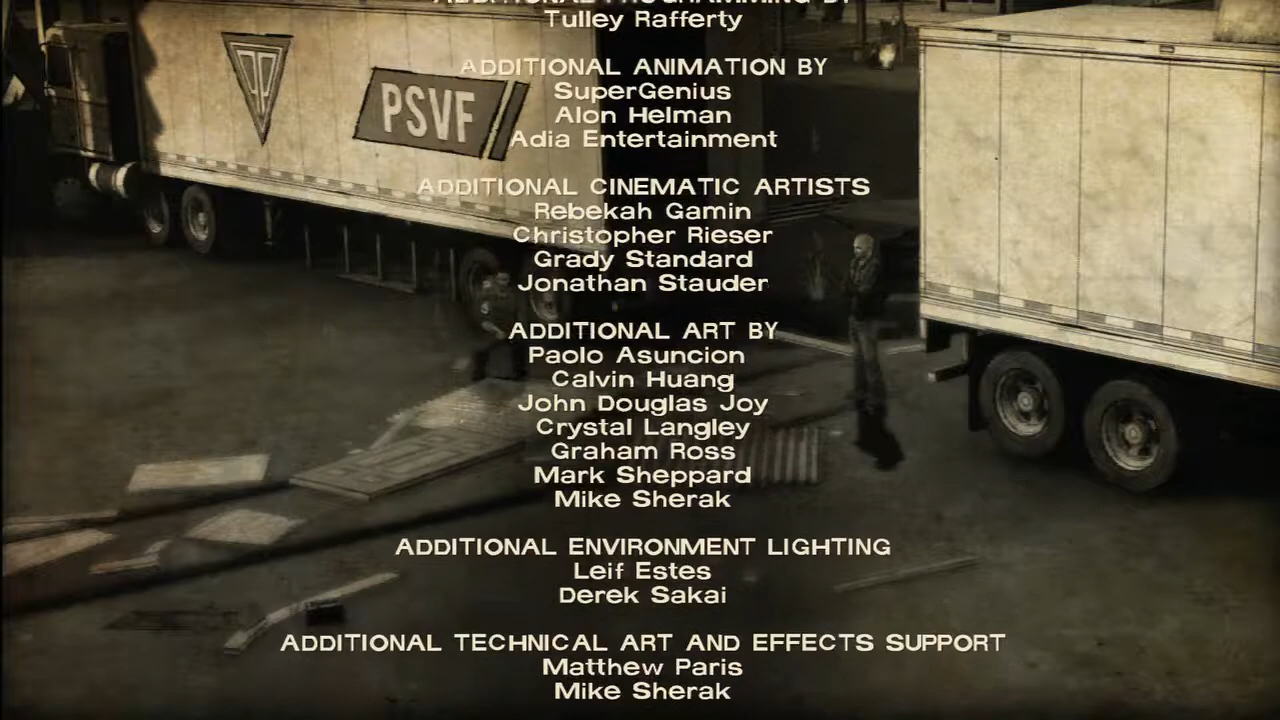 ADDITIONAL PROGRAMMING BY
Tulley Rafferty
PSVF
ADDITIONAL ANIMATION BY
SuperGenius
Alon Helman
Adia Entertainment
ADDITIONAL CINEMATIC ARTISTS
Rebekah Gamin
Christopher Rieser
Grady Standard
Jonathan Stauder
ADDITIONAL ART BY
Paolo Asuncion
Calvin Huang
John Douglas Joy
Crystal Langley
Graham Ross
Mark Sheppard
Mike Sherak
ADDITIONAL ENVIRONMENT LIGHTING
Leif Estes
Derek Sakai
ADDITIONAL TECHNICAL ART AND EFFECTS SUPPORT
Matthew Paris
Mike Sherak